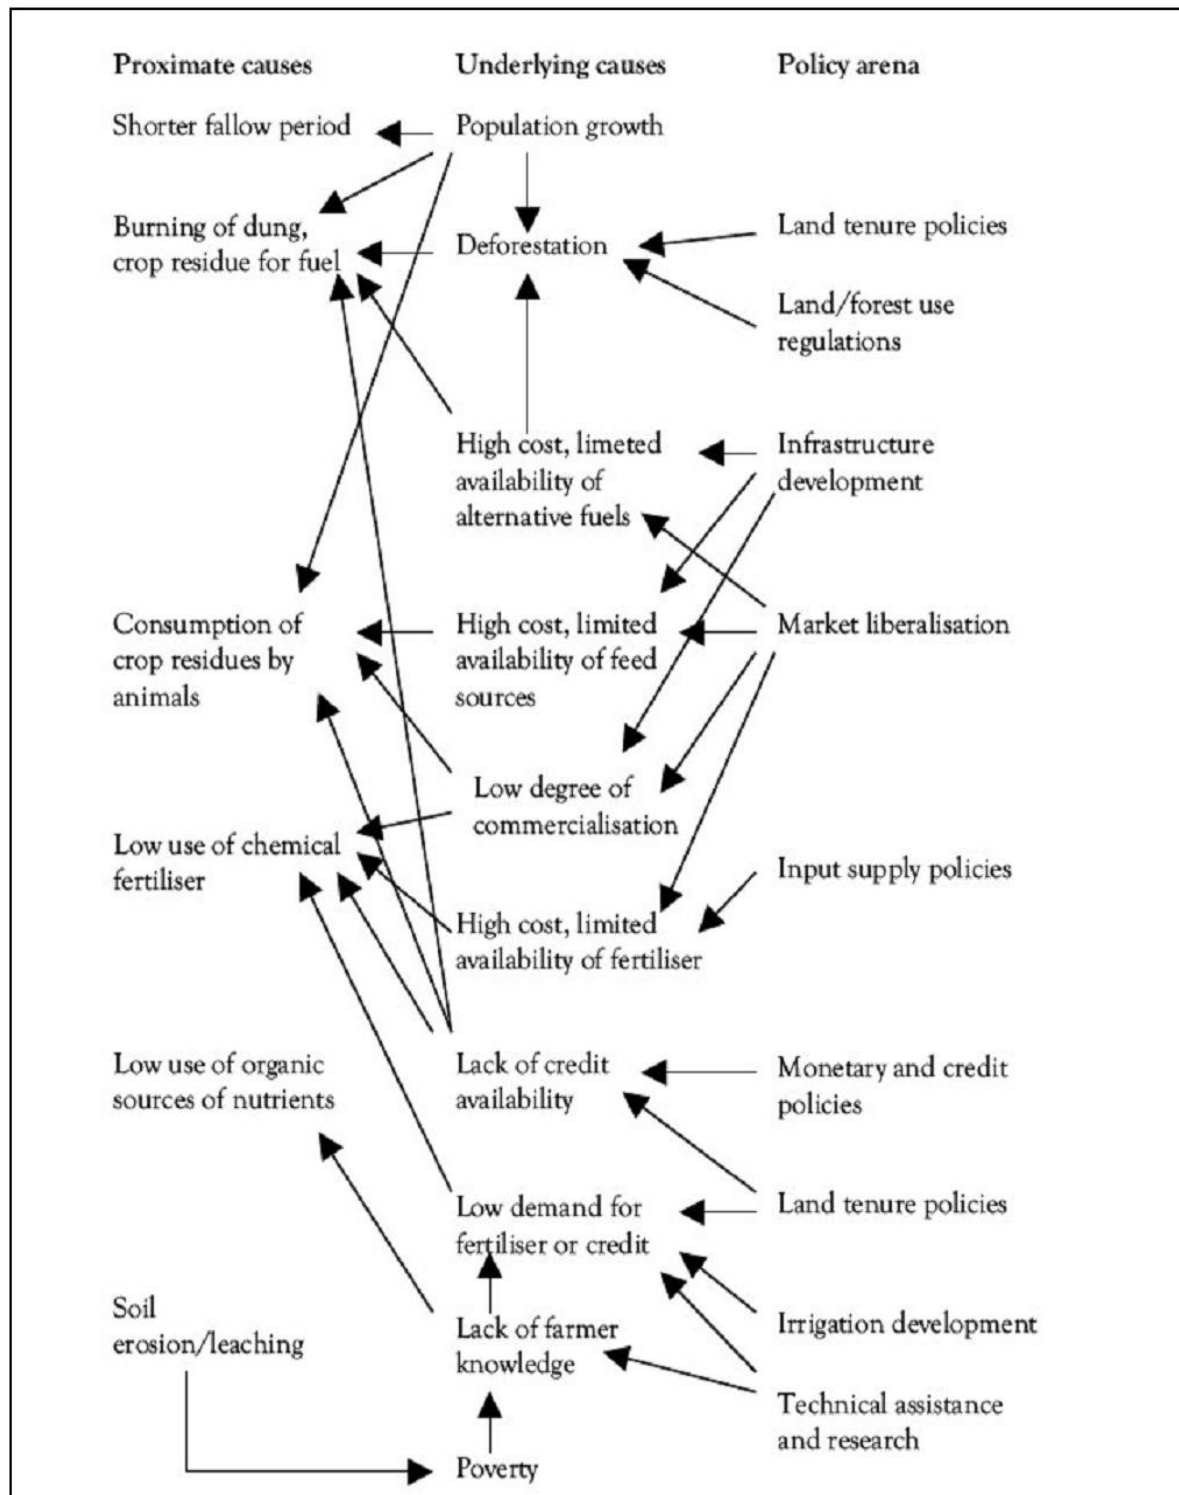 Proximate causes
Underlying causes
Policy arena
Shorter fallow period
Population growth
Burning of dung,
crop residue for fuel
Deforestation
Land tenure policies
Land/forest use
regulations
High cost, limeted
availability of
alternative fuels
Infrastructure
development
Consumption of
crop residues by
animals
High cost, limited
availability of feed
sources
Market liberalisation
Low degree of
commercialisation
Low use of chemical
fertiliser
High cost, limited
availability of fertiliser
Input supply policies
Low use of organic
sources of nutrients
Lack of credit
availability
Monetary and credit
policies
Low demand for
fertiliser or credit
Land tenure policies
Soil
erosion/leaching
Lack of farmer
knowledge
Irrigation development
Technical assistance
and research
Poverty